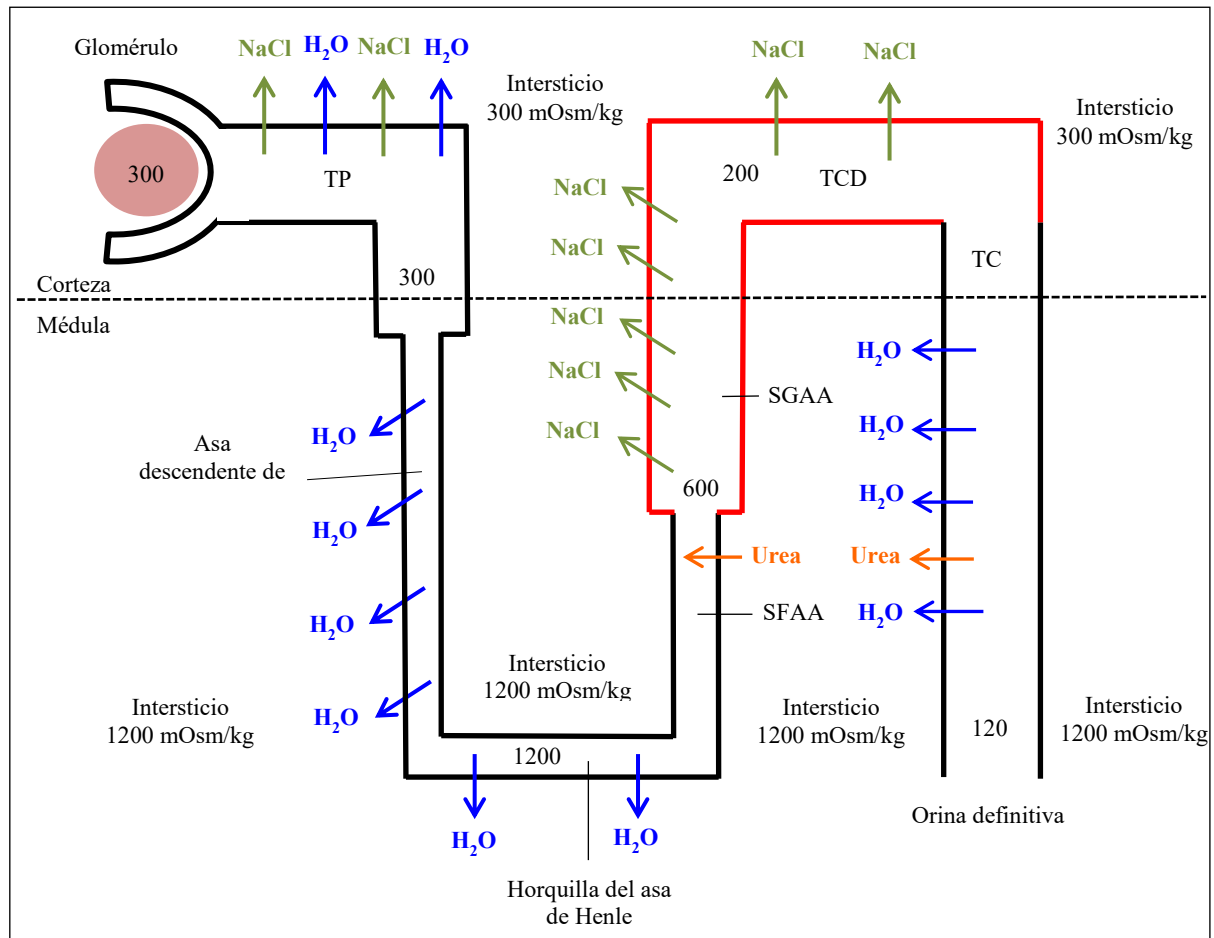 Glomérulo
NaCl
H2O
NaCl
H2O
Intersticio
300 mOsm/kg
NaCl
NaCl
Intersticio
300 mOsm/kg
300
TP
200
TCD
NaCl
NaCl
300
TC
Corteza
Médula
NaCl
NaCl
NaCl
H2O
SGAA
H2O
Asa
descendente de
H2O
600
H2O
H2O
Urea
Urea
H2O
SFAA
H2O
Intersticio
1200 mOsm/kg
H2O
Intersticio
1200 mOsm/kg
Intersticio
1200 mOsm/kg
120
Intersticio
1200 mOsm/kg
1200
Orina definitiva
H2O
H2O
Horquilla del asa
de Henle